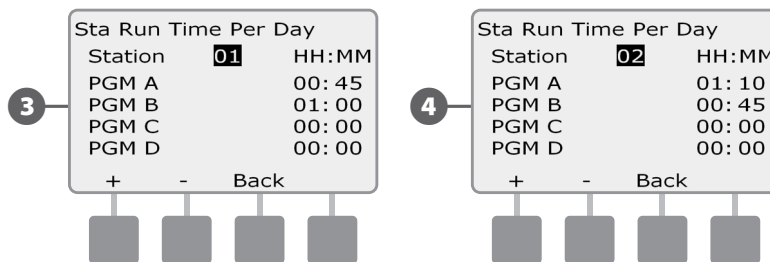 3
Sta Run Time Per Day
Station 01 HH:MM
PGM A 00:45
PGM B 01:00
PGM C 00:00
PGM D 00:00
+ - Back
4
Sta Run Time Per Day
Station 02 HH:MM
PGM A 01:10
PGM B 00:45
PGM C 00:00
PGM D 00:00
+ - Back